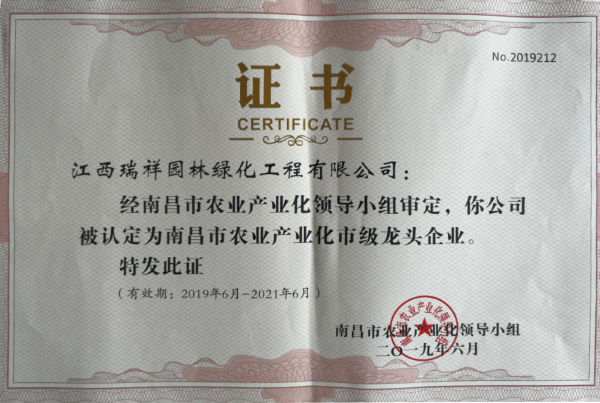 No.2019212
证书
CERTIFICATE
江西瑞祥园林绿化工程有限公司：
经南昌市农业产业化领导小组审定，你公司
被认定为南昌市农业产业化市级龙头企业。
特发此证
（有效期：2019年6月-2021年6月）
南昌市农业产业化领导小组
二〇一九年六月